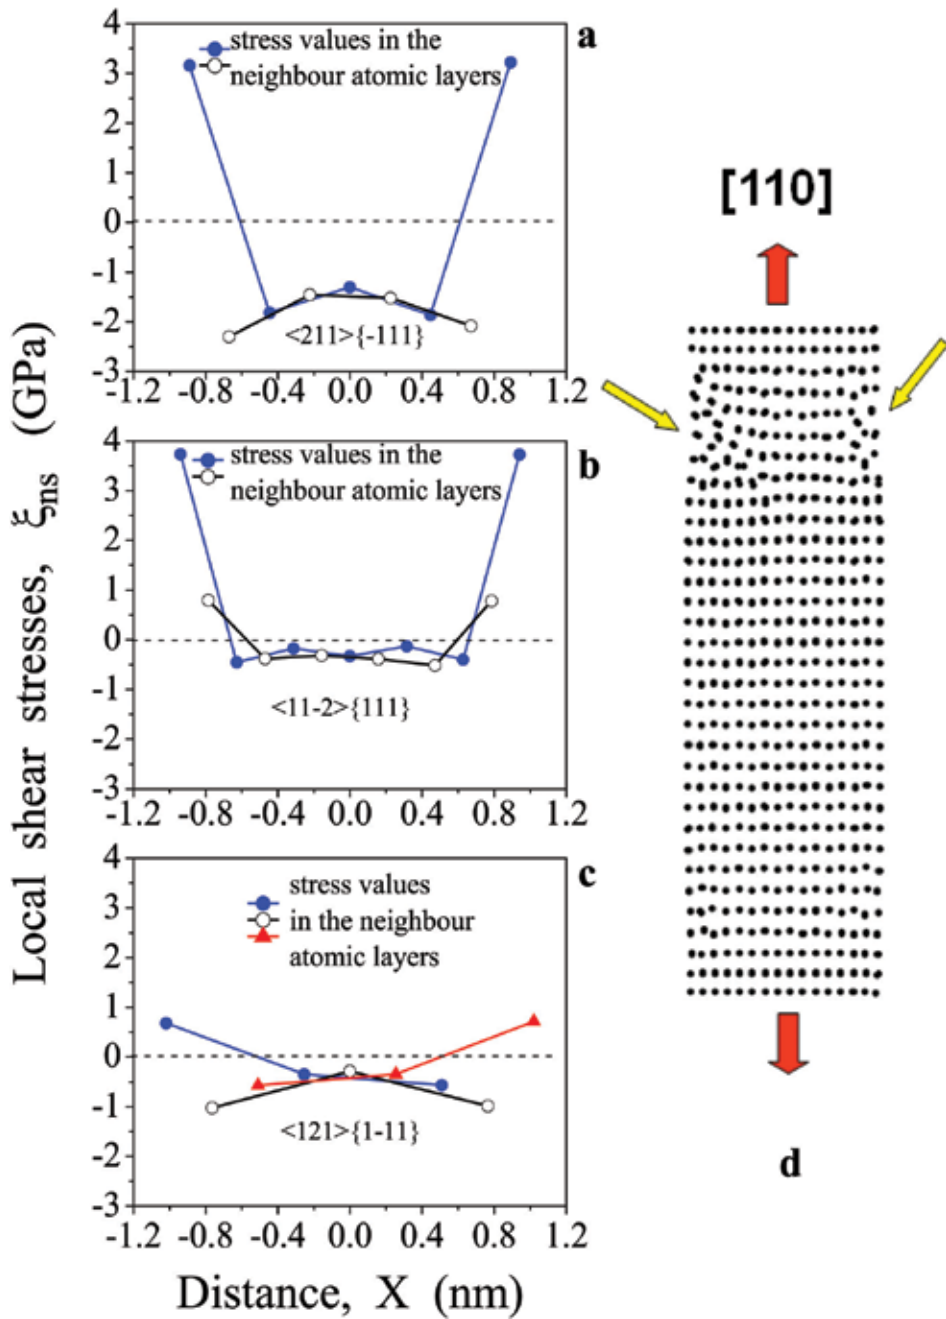 Local shear stresses, ξns (GPa)
4
3
2
1
0
-1
-2
-3
-1.2 -0.8 -0.4 0.0 0.4 0.8 1.2
a
stress values in the
neighbour atomic layers
<211>{-111}
4
3
2
1
0
-1
-2
-3
-1.2 -0.8 -0.4 0.0 0.4 0.8 1.2
b
stress values in the
neighbour atomic layers
<11-2>{111}
4
3
2
1
0
-1
-2
-3
-1.2 -0.8 -0.4 0.0 0.4 0.8 1.2
c
stress values
in the neighbour
atomic layers
<121>{1-11}
Distance, X (nm)
[110]
d